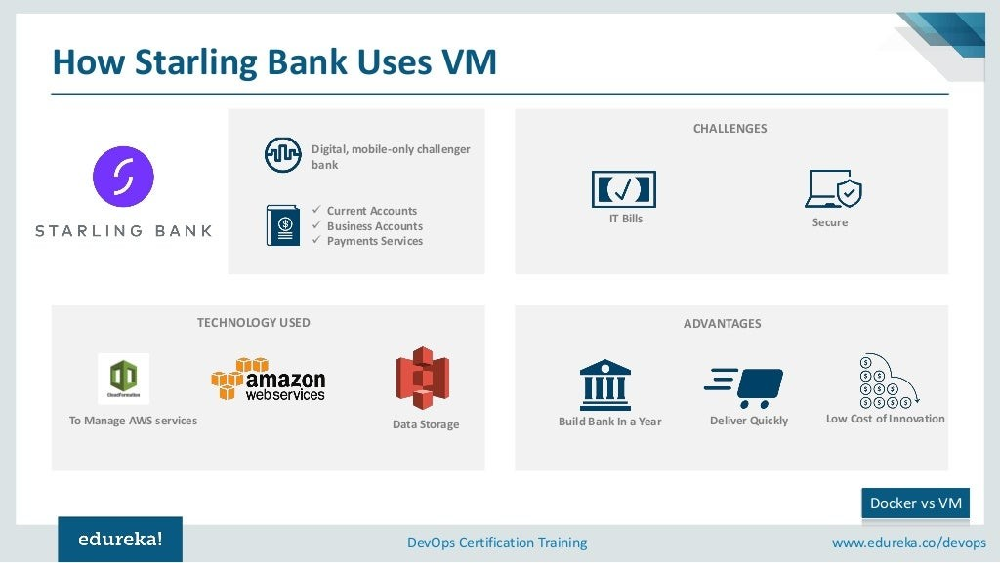 How Starling Bank Uses VM
STARLING BANK
Digital, mobile-only challenger
bank
✓ Current Accounts
✓ Business Accounts
✓ Payments Services
CHALLENGES
IT Bills
Secure
TECHNOLOGY USED
CloudFormation
To Manage AWS services
amazon
webservices
Data Storage
ADVANTAGES
Build Bank In a Year
Deliver Quickly
Low Cost of Innovation
Docker vs VM
edureka!
DevOps Certification Training
www.edureka.co/devops